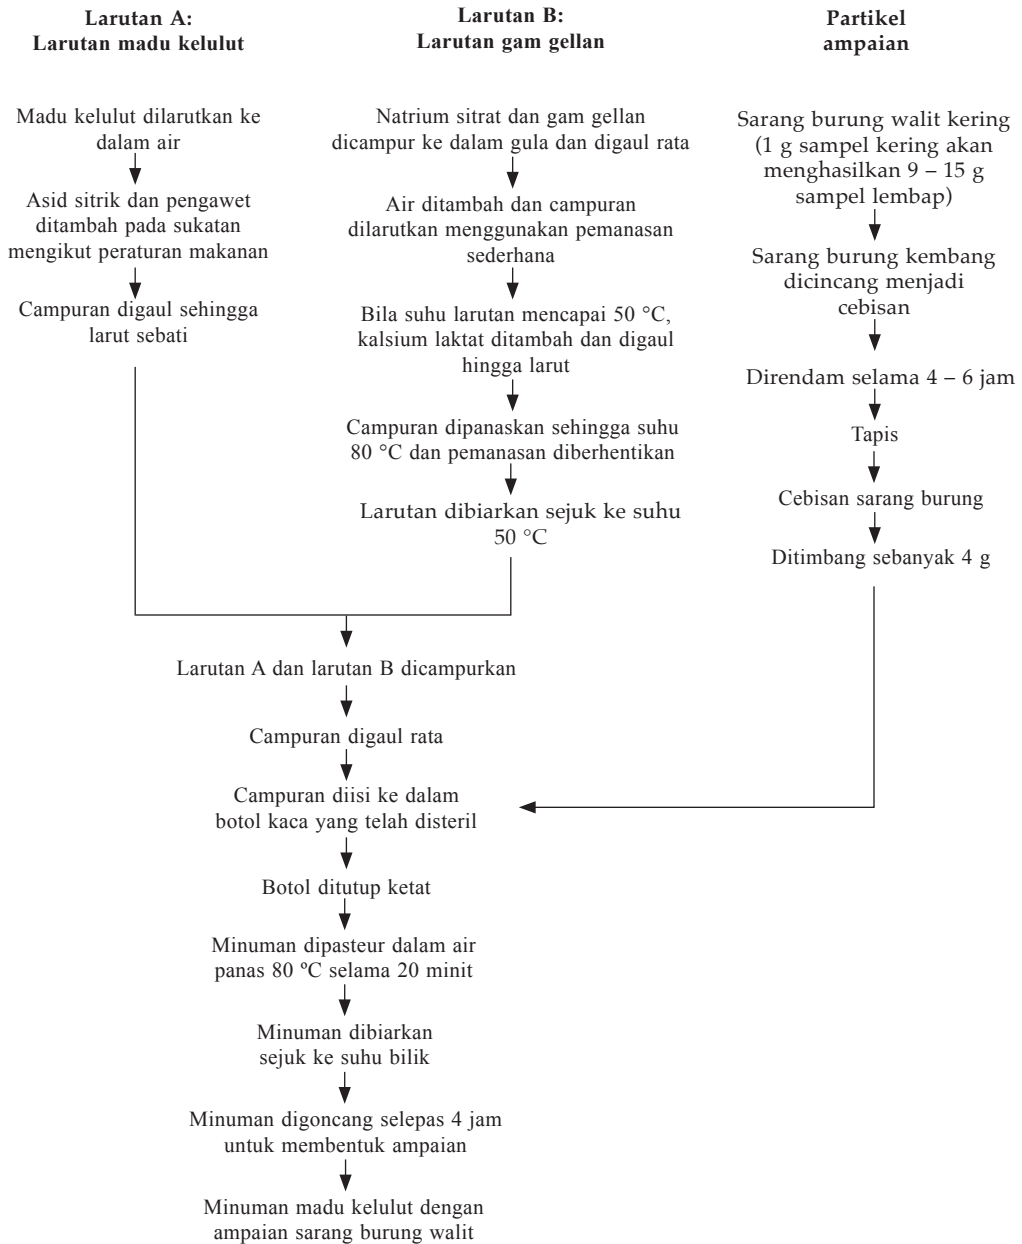 Larutan A:
Larutan madu kelulut
Madu kelulut dilarutkan ke
dalam air
Asid sitrik dan pengawet
ditambah pada sukatan
mengikut peraturan makanan
Campuran digaul sehingga
larut sebati
Larutan B:
Larutan gam gellan
Natrium sitrat dan gam gellan
dicampur ke dalam gula dan digaul rata
Air ditambah dan campuran
dilarutkan menggunakan pemanasan
sederhana
Bila suhu larutan mencapai 50 °C,
kalsium laktat ditambah dan digaul
hingga larut
Campuran dipanaskan sehingga suhu
80 °C dan pemanasan diberhentikan
Larutan dibiarkan sejuk ke suhu
50 °C
Partikel
ampaian
Sarang burung walit kering
(1 g sampel kering akan
menghasilkan 9 – 15 g
sampel lembap)
Sarang burung kembang
dicincang menjadi
cebisan
Direndam selama 4 – 6 jam
Tapis
Cebisan sarang burung
Ditimbang sebanyak 4 g
Larutan A dan larutan B dicampurkan
Campuran digaul rata
Campuran diisi ke dalam
botol kaca yang telah disteril
Botol ditutup ketat
Minuman dipasteur dalam air
panas 80 ºC selama 20 minit
Minuman dibiarkan
sejuk ke suhu bilik
Minuman digoncang selepas 4 jam
untuk membentuk ampaian
Minuman madu kelulut dengan
ampaian sarang burung walit